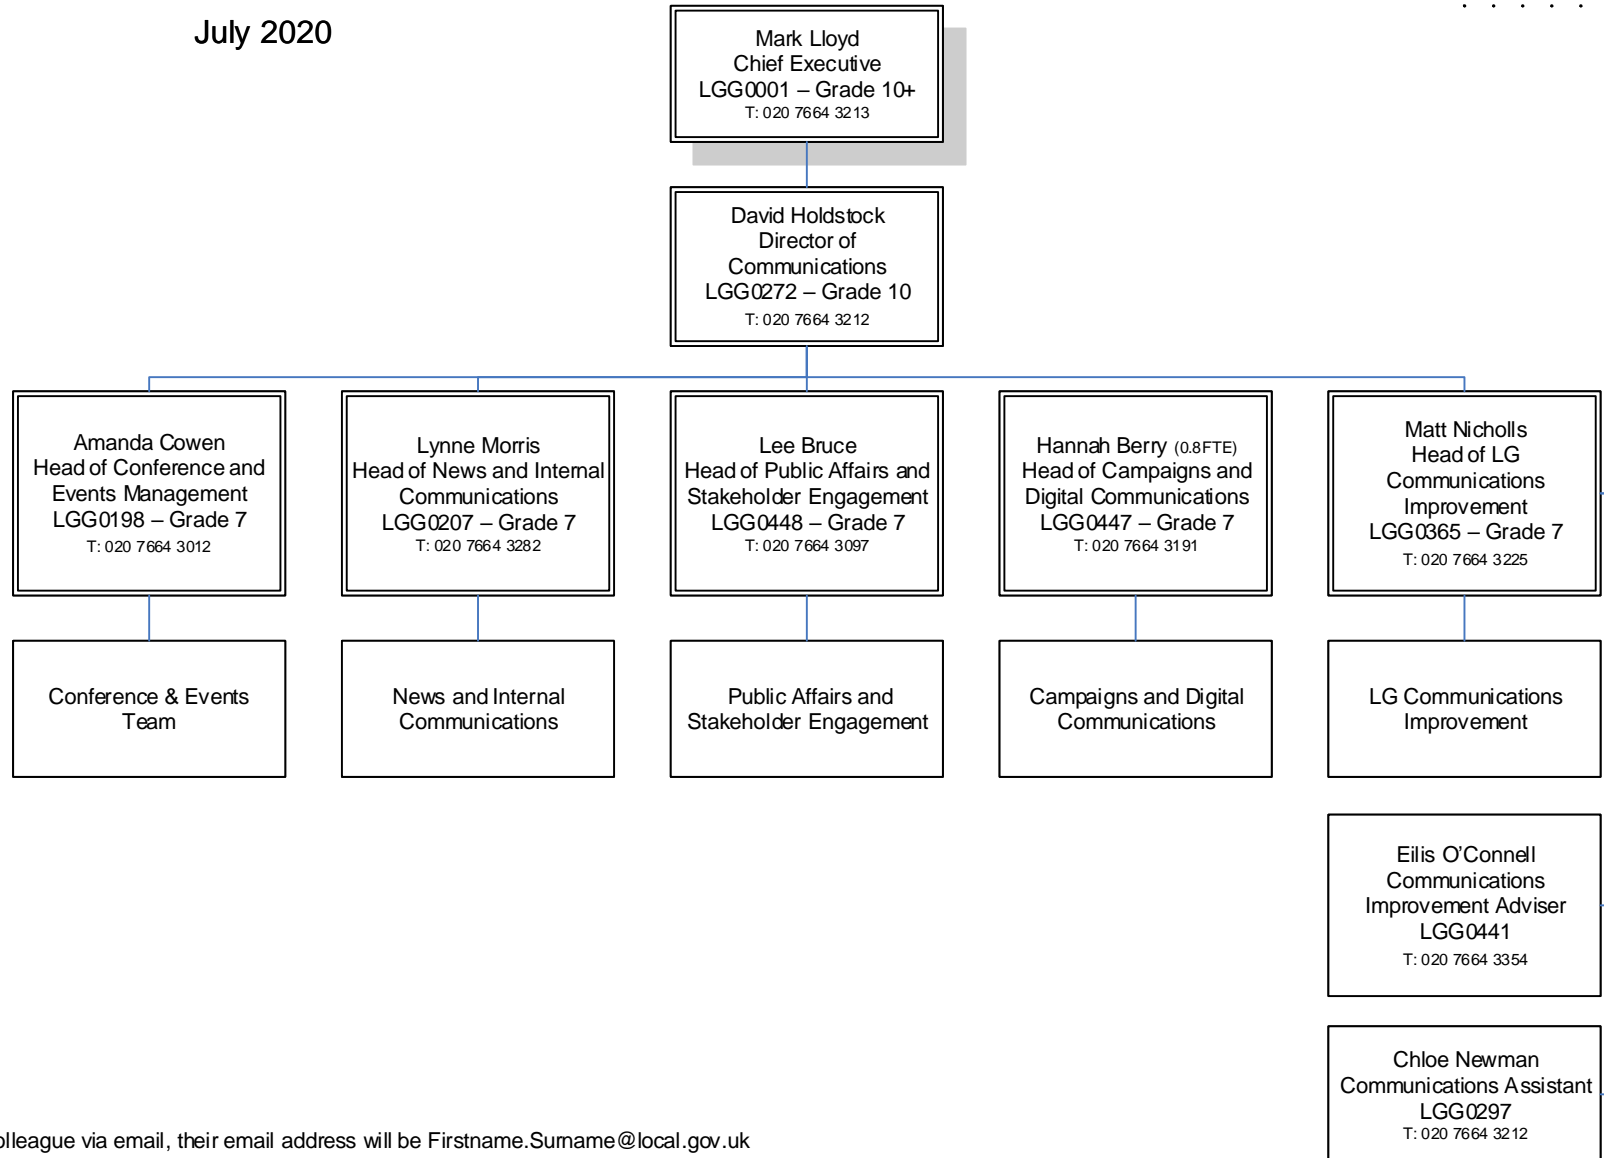 July 2020
Mark Lloyd
Chief Executive
LGG0001 – Grade 10+
T: 020 7664 3213
David Holdstock
Director of
Communications
LGG0272 – Grade 10
T: 020 7664 3212
Amanda Cowen
Head of Conference and
Events Management
LGG0198 – Grade 7
T: 020 7664 3012
Lynne Morris
Head of News and Internal
Communications
LGG0207 – Grade 7
T: 020 7664 3282
Lee Bruce
Head of Public Affairs and
Stakeholder Engagement
LGG0448 – Grade 7
T: 020 7664 3097
Hannah Berry (0.8FTE)
Head of Campaigns and
Digital Communications
LGG0447 – Grade 7
T: 020 7664 3191
Matt Nicholls
Head of LG
Communications
Improvement
LGG0365 – Grade 7
T: 020 7664 3225
Conference & Events
Team
News and Internal
Communications
Public Affairs and
Stakeholder Engagement
Campaigns and Digital
Communications
LG Communications
Improvement
Eilis O’Connell
Communications
Improvement Adviser
LGG0441
T: 020 7664 3354
Chloe Newman
Communications Assistant
LGG0297
T: 020 7664 3212
olleague via email, their email address will be Firstname.Surname@local.gov.uk